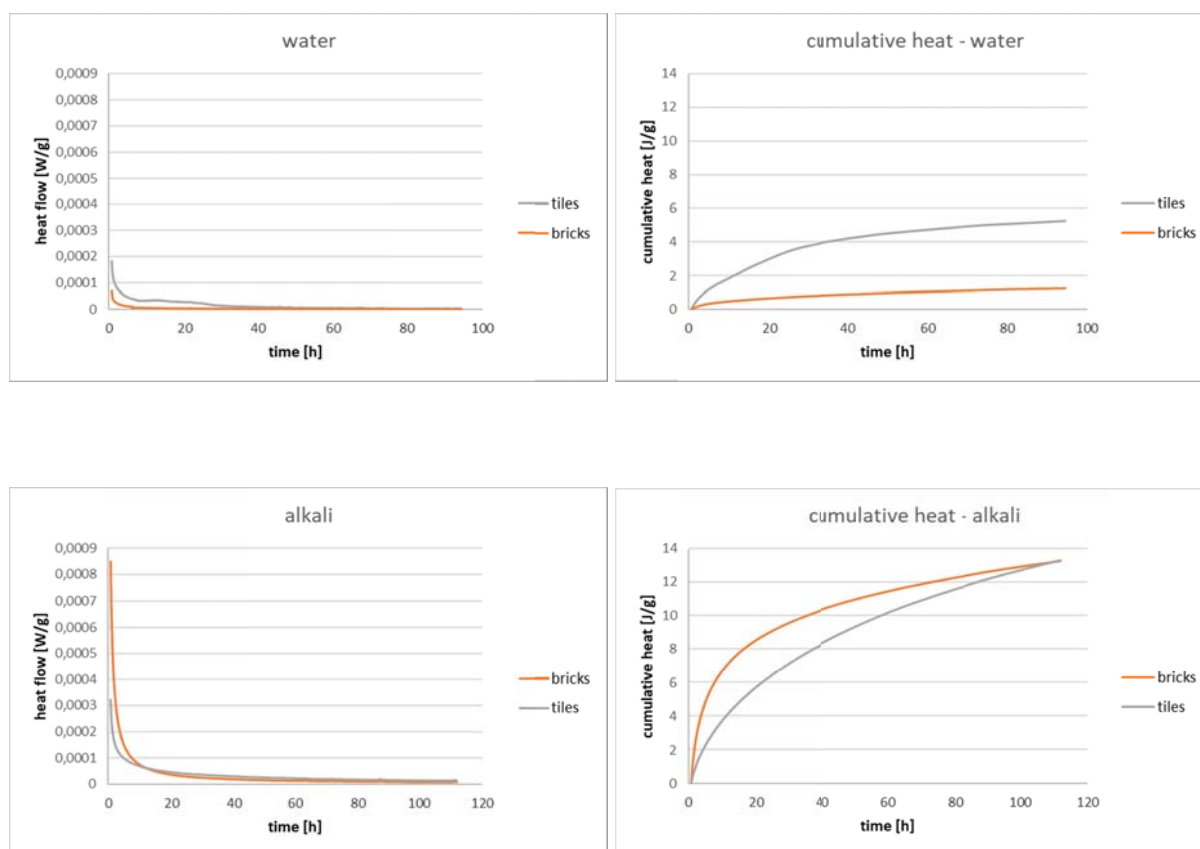 water
0,0009
0,0008
0,0007
0,0006
0,0005
0,0004
0,0003
0,0002
0,0001
0
heat flow [W/g]
0 20 40 60 80 100
time [h]
tiles
bricks
cumulative heat - water
14
12
10
8
6
4
2
0
cumulative heat [J/g]
0 20 40 60 80 100
time [h]
tiles
bricks
alkali
0,0009
0,0008
0,0007
0,0006
0,0005
0,0004
0,0003
0,0002
0,0001
0
heat flow [W/g]
0 20 40 60 80 100 120
time [h]
bricks
tiles
cumulative heat - alkali
14
12
10
8
6
4
2
0
cumulative heat [J/g]
0 20 40 60 80 100 120
time [h]
bricks
tiles